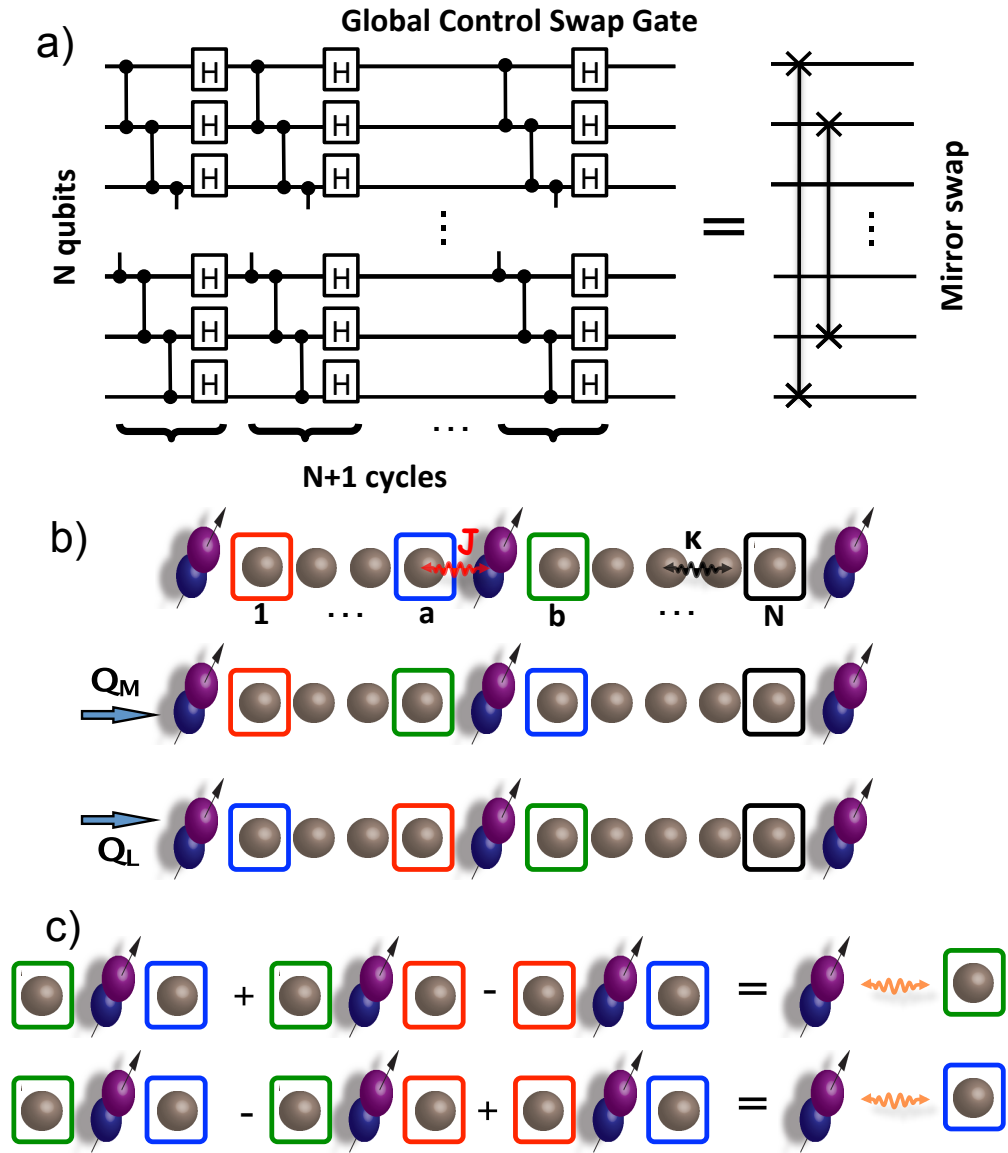 Global Control Swap Gate
a)
H H H
H H H
H H H
N qubits
⋮ = ⋮
Mirror swap
H H H
H H H
H H H
...
N+1 cycles
b)
J κ
1 ... a b ... N
Q_M
Q_L
c)
+ - =
- + =